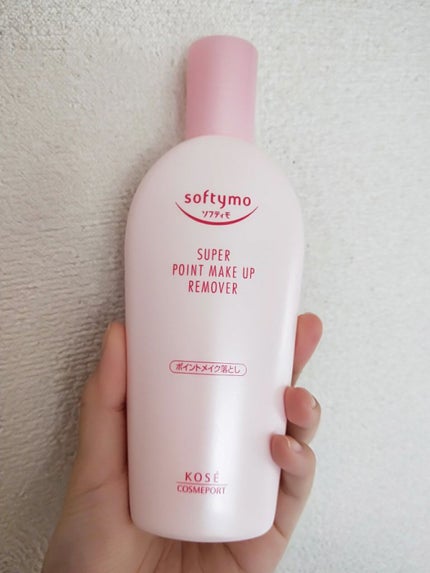 softymo
ソフティモ
SUPER
POINT MAKE UP
REMOVER
ポイントメイク落とし
KOSÉ
COSMEPORT